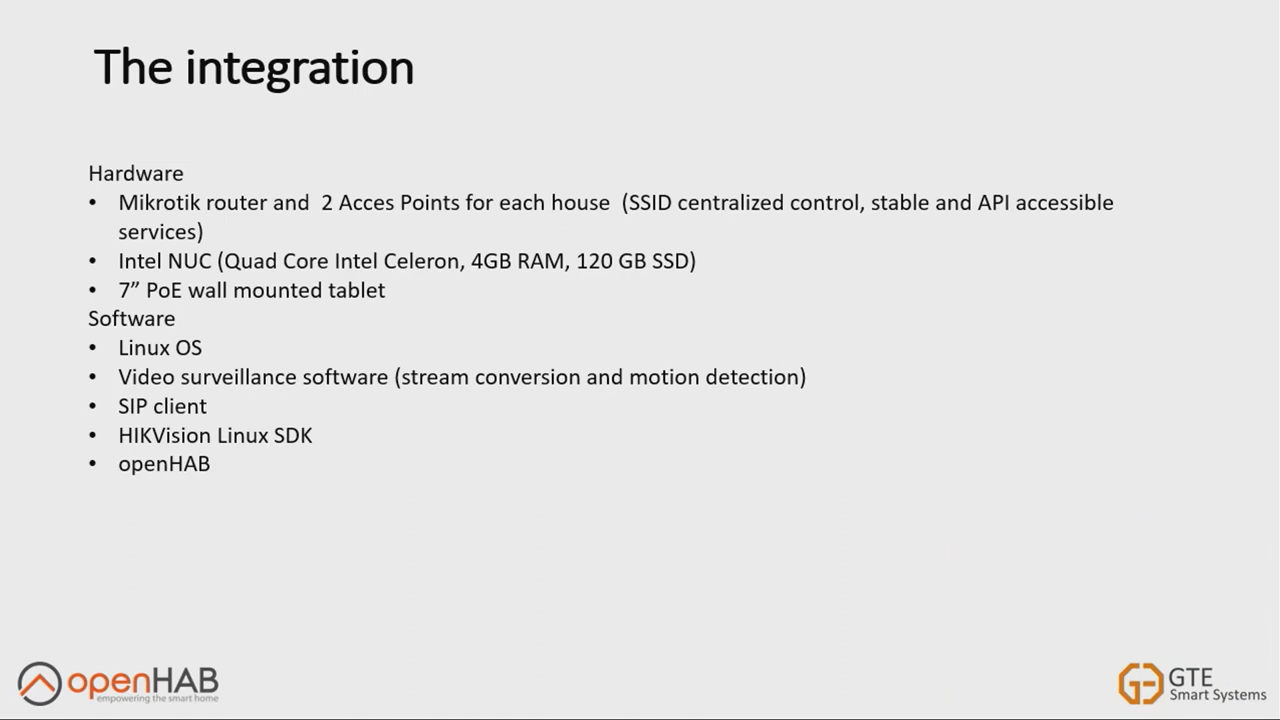 The integration
Hardware
• Mikrotik router and  2 Acces Points for each house  (SSID centralized control, stable and API accessible
services)
• Intel NUC (Quad Core Intel Celeron, 4GB RAM, 120 GB SSD)
• 7” PoE wall mounted tablet
Software
• Linux OS
• Video surveillance software (stream conversion and motion detection)
• SIP client
• HIKVision Linux SDK
• openHAB
openHAB
empowering the smart home
GTE
Smart Systems